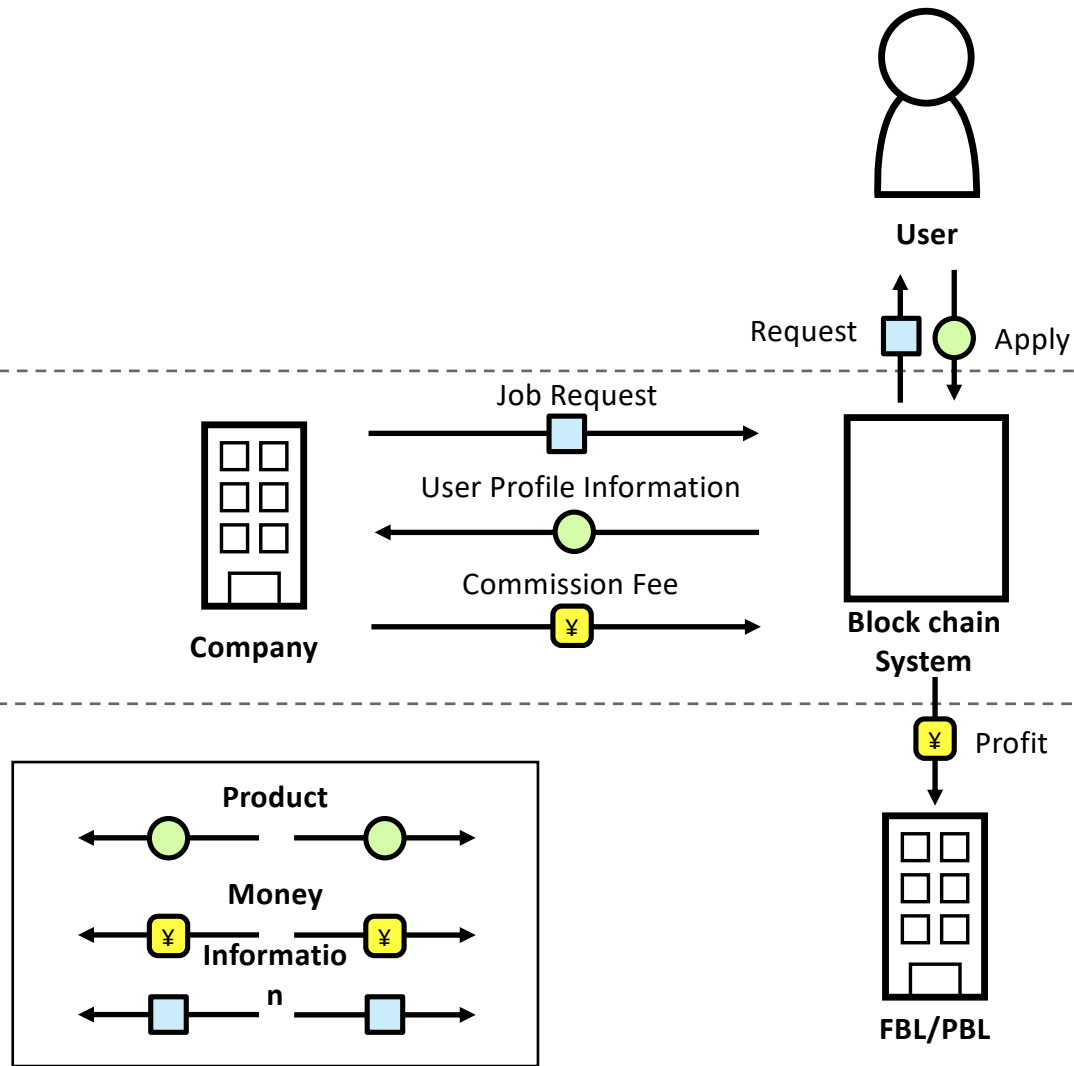 User
Request
Apply
Job Request
User Profile Information
Commission Fee
¥
Company
Block chain
System
¥
Profit
Product
Money
¥
¥
Informatio
n
FBL/PBL